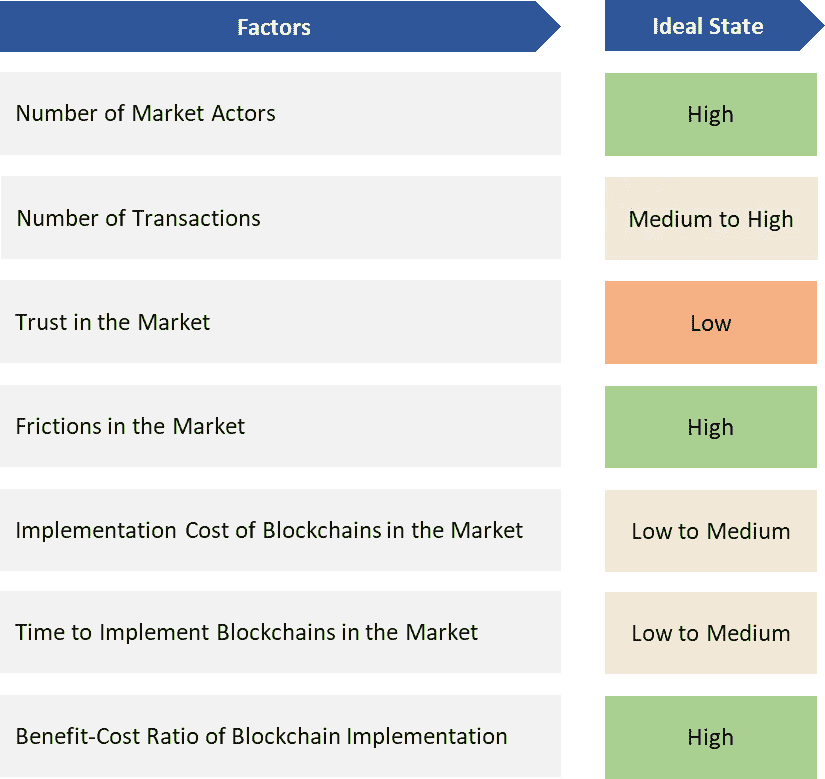 Factors
Ideal State
Number of Market Actors
High
Number of Transactions
Medium to High
Trust in the Market
Low
Frictions in the Market
High
Implementation Cost of Blockchains in the Market
Low to Medium
Time to Implement Blockchains in the Market
Low to Medium
Benefit-Cost Ratio of Blockchain Implementation
High